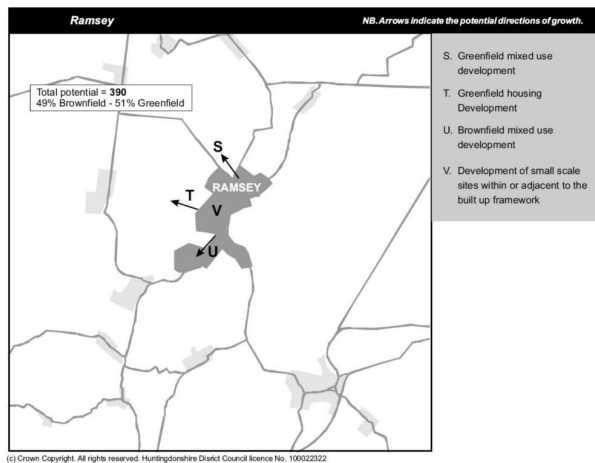 Ramsey
NB. Arrows indicate the potential directions of growth.
Total potential = 390
49% Brownfield - 51% Greenfield
S
RAMSEY
T
V
U
S. Greenfield mixed use
development
T. Greenfield housing
Development
U. Brownfield mixed use
development
V. Development of small scale
sites within or adjacent to the
built up framework
(c) Crown Copyright. All rights reserved. Huntingdonshire Disrict Council licence No. 100022322